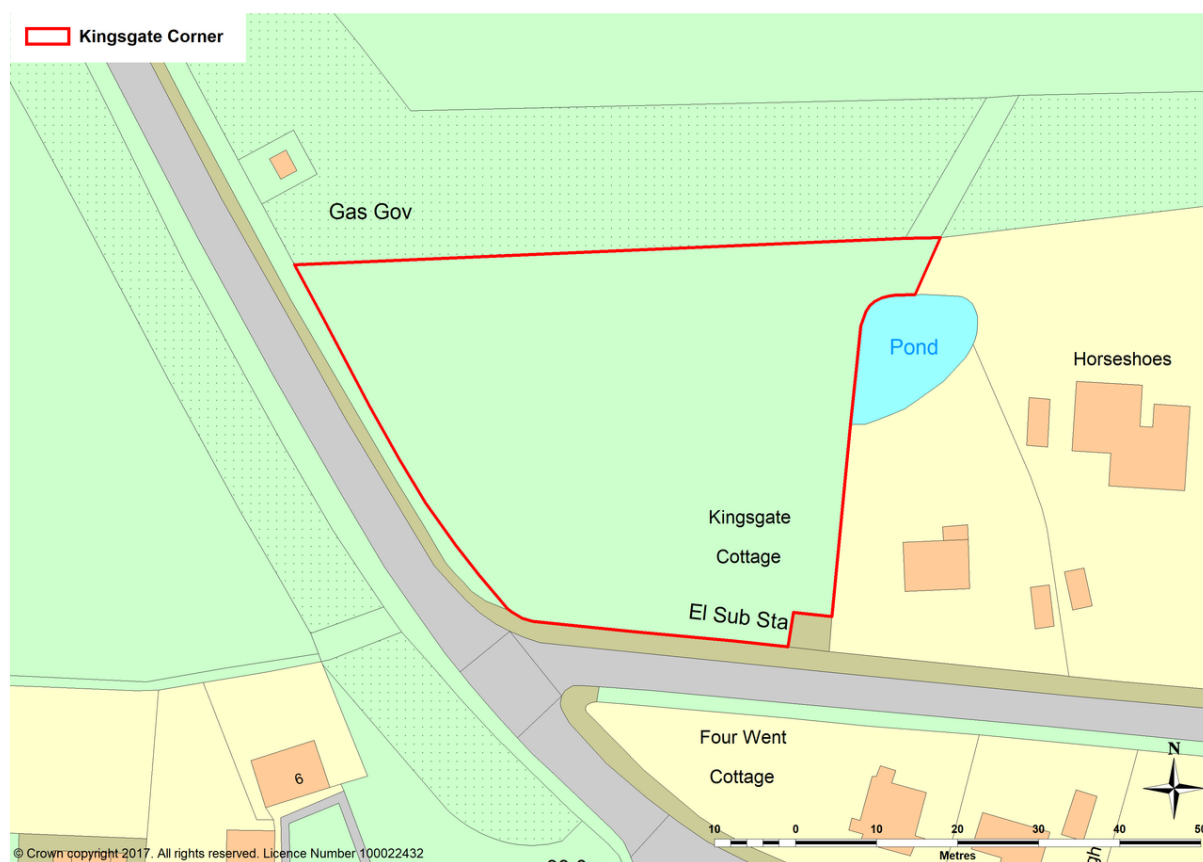 Kingsgate Corner
Gas Gov
Pond
Horseshoes
Kingsgate
Cottage
El Sub Sta
Four Went
Cottage
N
6
10 0 10 20 30 40 50
Metres
© Crown copyright 2017. All rights reserved. Licence Number 100022432